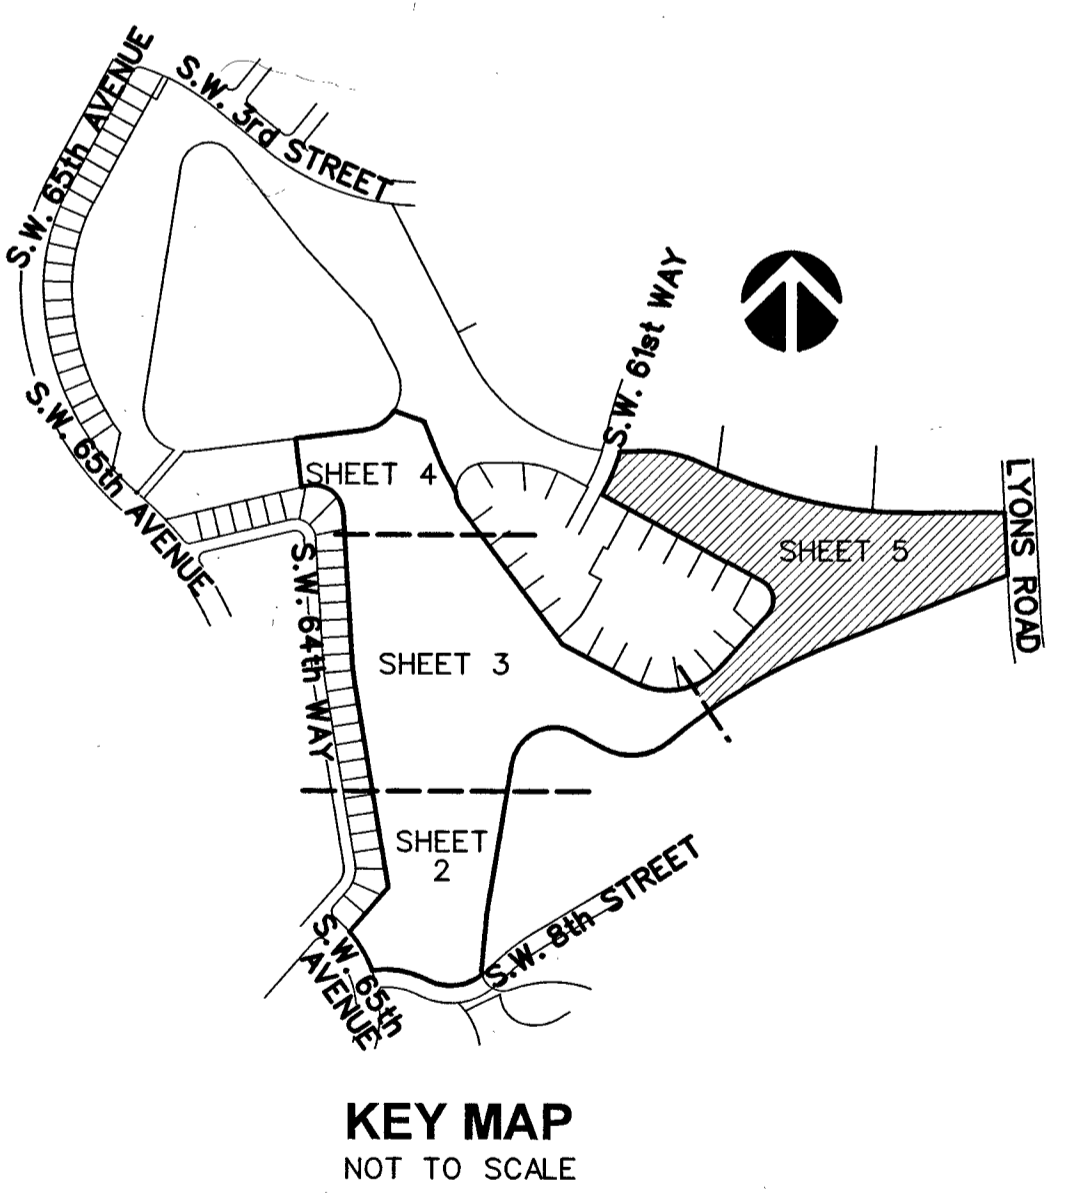 S.W. 65th AVENUE
S.W. 3rd STREET
S.W. 61st WAY
S.W. 65th AVENUE
SHEET 4
LYONS ROAD
SHEET 5
S.W. 64th WAY
SHEET 3
SHEET
2
S.W. 8th STREET
S.W. 65th
AVENUE
KEY MAP
NOT TO SCALE